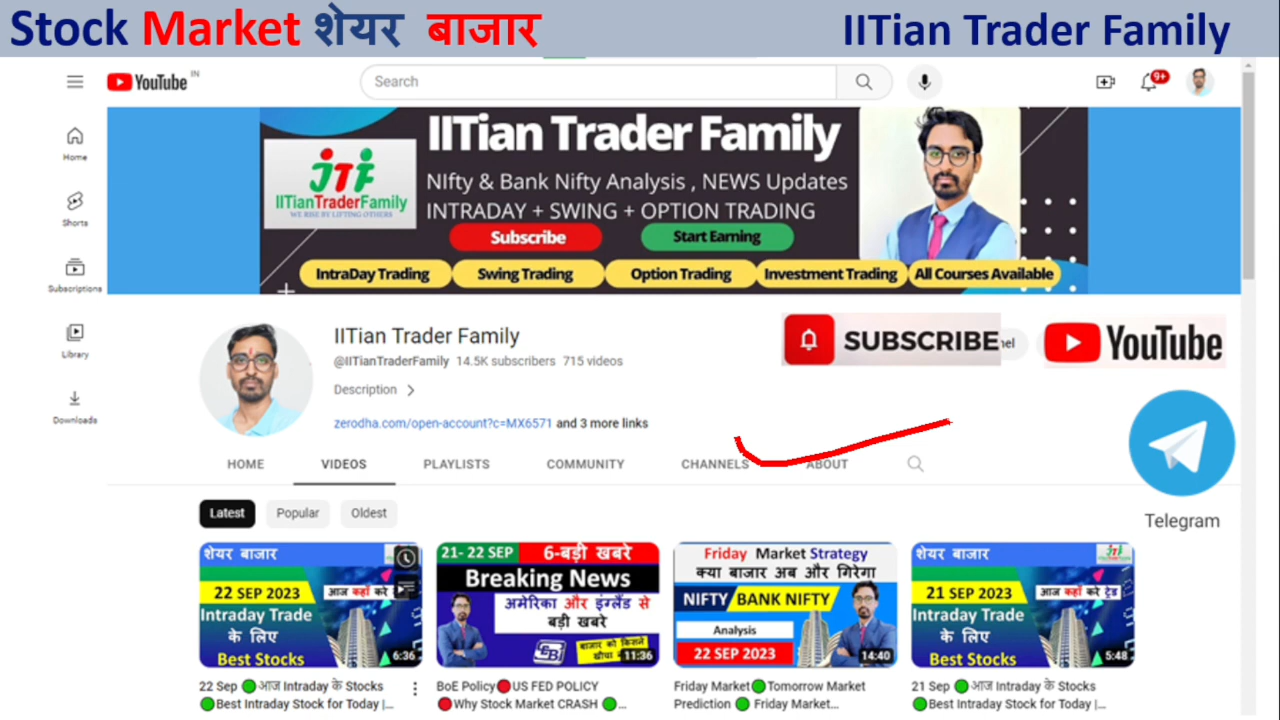 Stock Market शेयर बाजार IITian Trader Family
YouTube IN
Search
9+
Home
Shorts
Subscriptions
Library
Downloads
IITian Trader Family
NIfty & Bank Nifty Analysis , NEWS Updates
INTRADAY + SWING + OPTION TRADING
IITianTraderFamily
WE RISE BY LIFTING OTHERS
Subscribe Start Earning
IntraDay Trading Swing Trading Option Trading Investment Trading All Courses Available
IITian Trader Family
@IITianTraderFamily 14.5K subscribers 715 videos
Description
zerodha.com/open-account?c=MX6571 and 3 more links
SUBSCRIBE nel YouTube
Telegram
HOME VIDEOS PLAYLISTS COMMUNITY CHANNELS ABOUT
Latest Popular Oldest
शेयर बाजार
22 SEP 2023 आज कहाँ करे
Intraday Trade
के लिए
Best Stocks
6:36
21- 22 SEP 6-बड़ी खबरे
Breaking News
अमेरिका और इंग्लैंड से
बड़ी खबरे
बाजार को किसने
11:36
Friday Market Strategy
क्या बाजार अब और गिरेगा
NIFTY BANK NIFTY
Analysis
22 SEP 2023
14:40
शेयर बाजार
21 SEP 2023 आज कहाँ करे ट्रेड
Intraday Trade
के लिए
Best Stocks
5:48
22 Sep 🟢आज Intraday के Stocks
🟢Best Intraday Stock for Today |...
BoE Policy🔴US FED POLICY
🔴Why Stock Market CRASH 🟢...
Friday Market🟢Tomorrow Market
Prediction 🟢 Friday Market...
21 Sep 🟢आज Intraday के Stocks
🟢Best Intraday Stock for Today |...